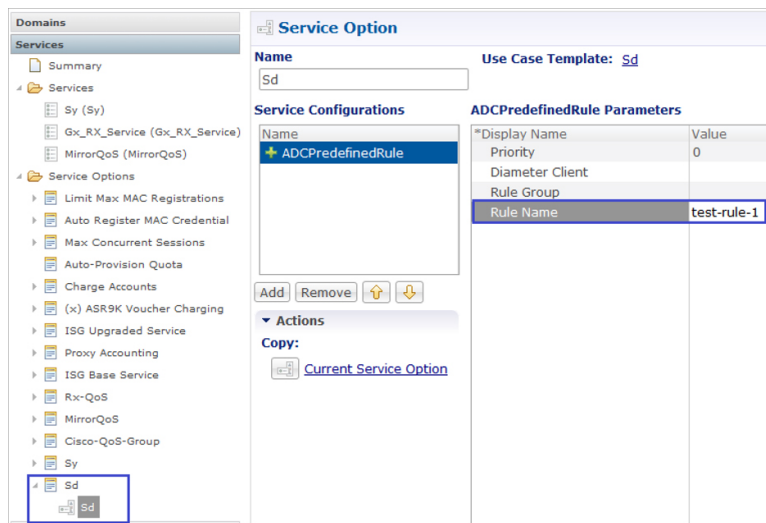 Domains
Services
Summary
Services
Sy (Sy)
Gx_RX_Service (Gx_RX_Service)
MirrorQoS (MirrorQoS)
Service Options
Limit Max MAC Registrations
Auto Register MAC Credential
Max Concurrent Sessions
Auto-Provision Quota
Charge Accounts
(x) ASR9K Voucher Charging
ISG Upgraded Service
Proxy Accounting
ISG Base Service
Rx-QoS
MirrorQoS
Cisco-QoS-Group
Sy
Sd
Sd
Service Option
Name
Sd
Use Case Template: Sd
Service Configurations
Name
ADCPredefinedRule
Add Remove
Actions
Copy:
Current Service Option
ADCPredefinedRule Parameters
*Display Name Value
Priority 0
Diameter Client
Rule Group
Rule Name test-rule-1